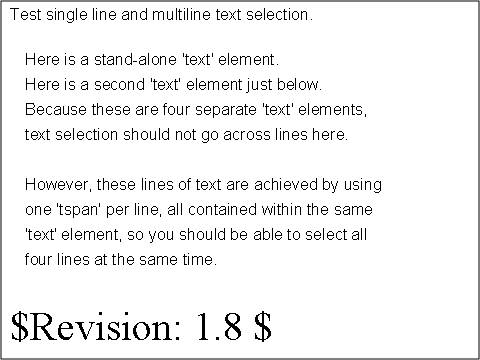 Test single line and multiline text selection.
Here is a stand-alone 'text' element.
Here is a second 'text' element just below.
Because these are four separate 'text' elements,
text selection should not go across lines here.
However, these lines of text are achieved by using
one 'tspan' per line, all contained within the same
'text' element, so you should be able to select all
four lines at the same time.
$Revision: 1.8 $